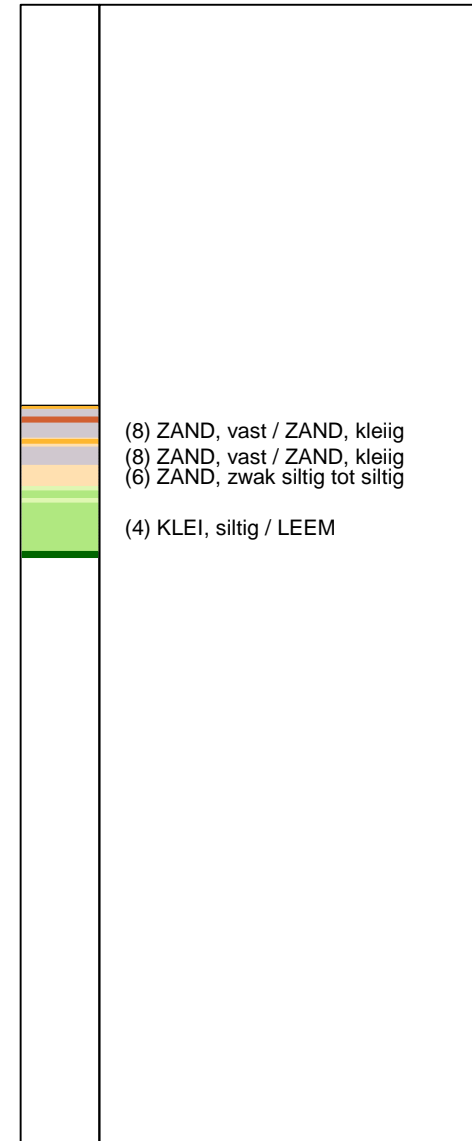 (8) ZAND, vast / ZAND, kleiig
(8) ZAND, vast / ZAND, kleiig
(6) ZAND, zwak siltig tot siltig
(4) KLEI, siltig / LEEM